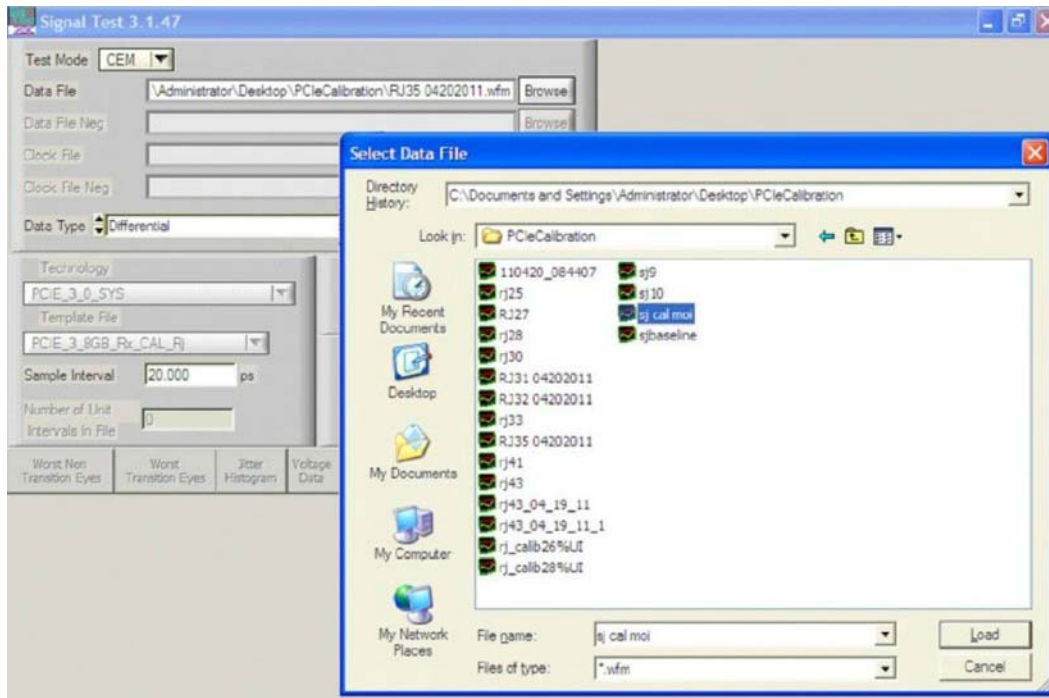 Signal Test 3.1.47
Test Mode CEM
Data File \Administrator\Desktop\PCIeCalibration\RJ35 04202011.wfm Browse
Data File Neg Browse
Clock File
Clock File Neg
Data Type Differential
Technology
PCIE_3_0_SYS
Template File
PCIE_3_8GB_Rx_CAL_Rj
Sample Interval 20.000 ps
Number of Unit
Intervals In File 0
Worst Non
Transition Eyes
Worst
Transition Eyes
Jitter
Histogram
Voltage
Data
Select Data File
Directory
History: C:\Documents and Settings\Administrator\Desktop\PCIeCalibration
Look in: PCIeCalibration
My Recent
Documents
Desktop
My Documents
My Computer
My Network
Places
110420_084407
rj25
RJ27
rj28
rj30
RJ31 04202011
RJ32 04202011
rj33
RJ35 04202011
rj41
rj43
rj43_04_19_11
rj43_04_19_11_1
rj_calib26%UI
rj_calib28%UI
sj9
sj10
sj cal moi
sjbaseline
File name: sj cal moi Load
Files of type: *.wfm Cancel